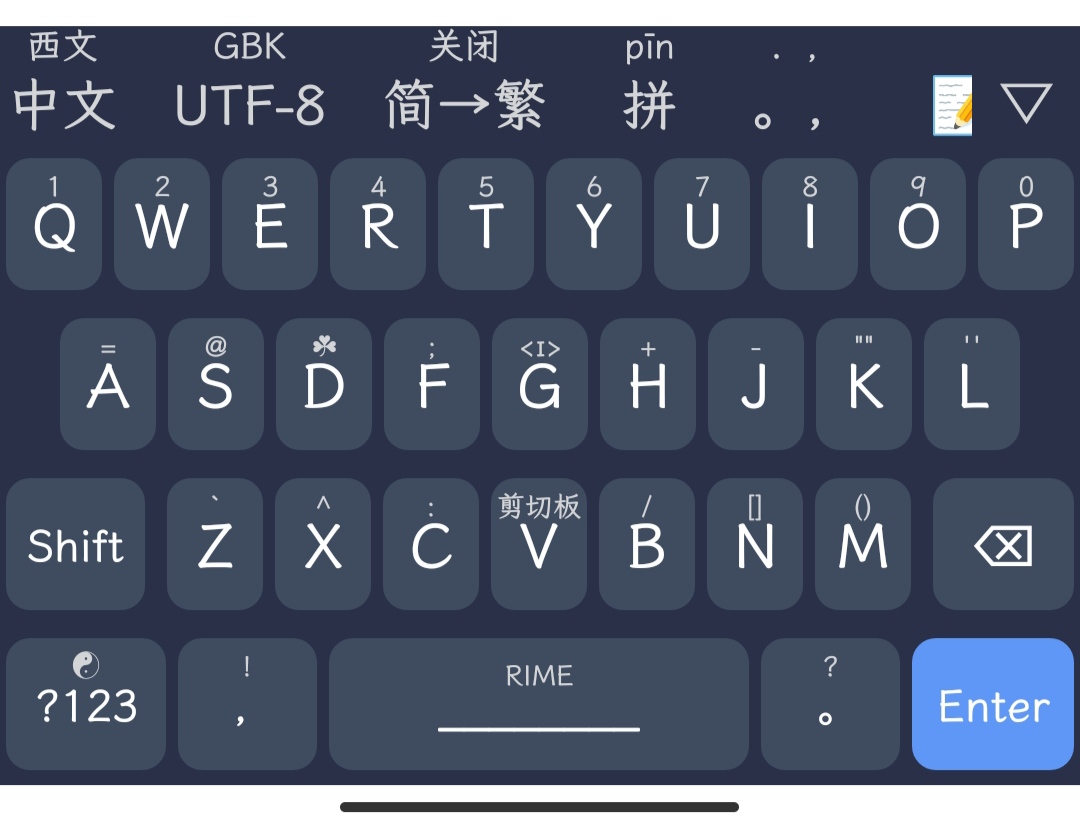 西文 GBK 关闭 pīn . ,
中文 UTF-8 简→繁 拼 。,
1 2 3 4 5 6 7 8 9 0
Q W E R T Y U I O P
= @ ☘ ; <I> + - "" ''
A S D F G H J K L
` ^ : 剪切板 / [] ()
Shift Z X C V B N M
☯ ! RIME ?
?123 , 。 Enter